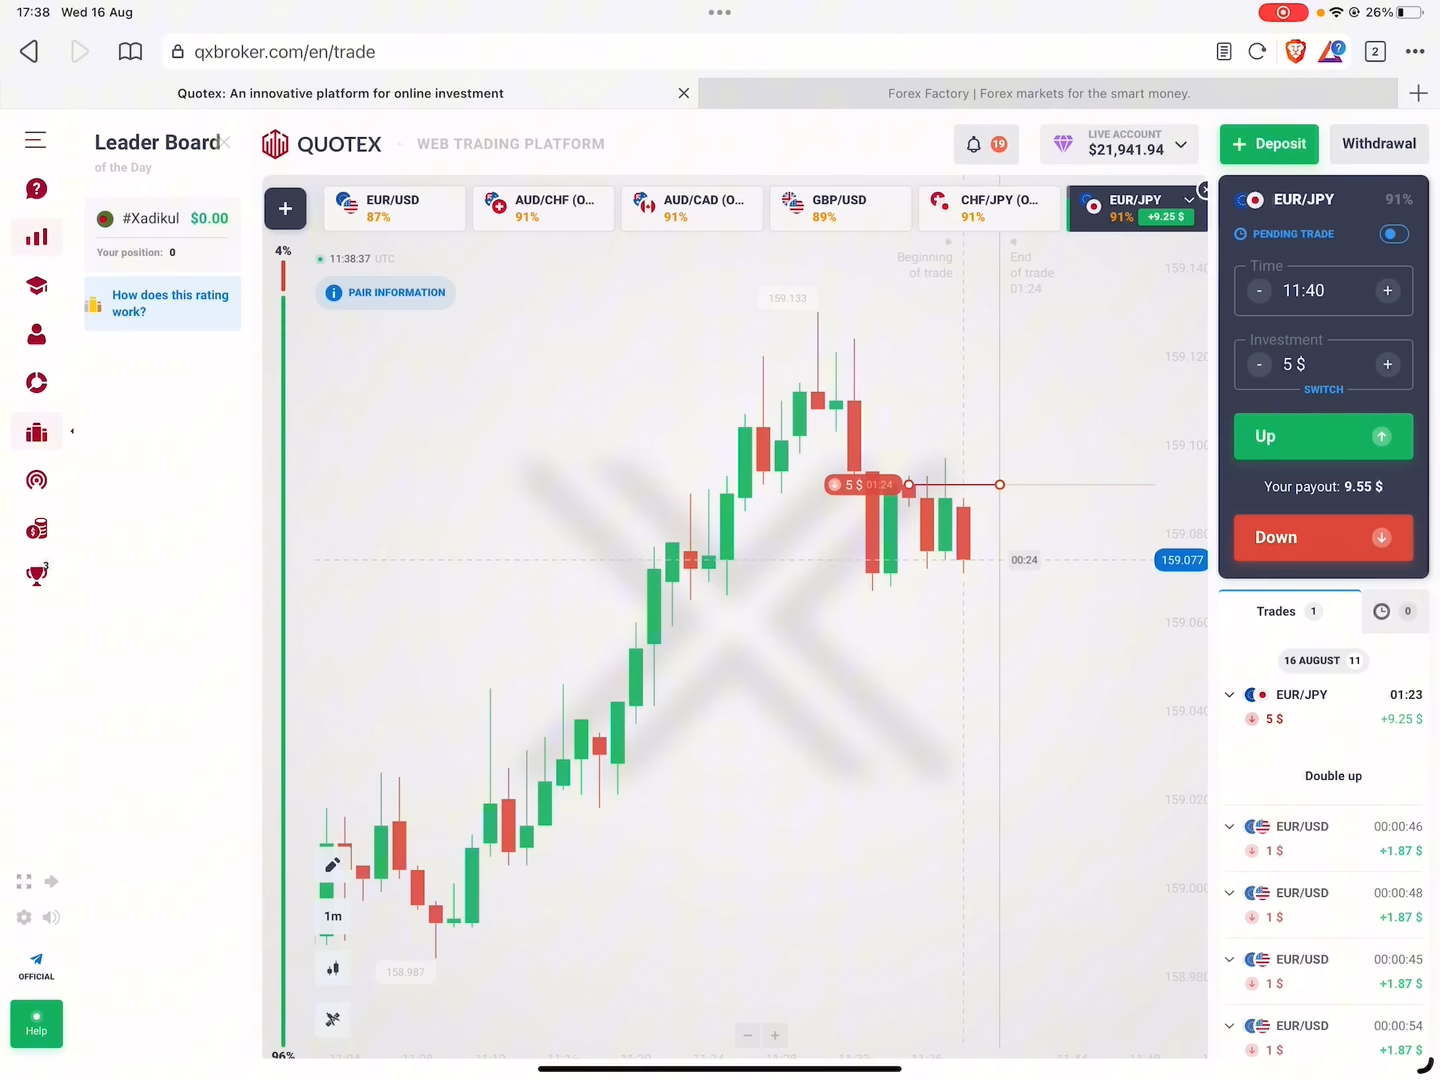 17:38 Wed 16 Aug
26%
qxbroker.com/en/trade
2
Quotex: An innovative platform for online investment
Forex Factory | Forex markets for the smart money.
Leader Board
of the Day
#Xadikul $0.00
Your position: 0
How does this rating
work?
3
OFFICIAL
Help
QUOTEX
WEB TRADING PLATFORM
19
LIVE ACCOUNT
$21,941.94
+ Deposit
Withdrawal
+
EUR/USD
87%
AUD/CHF (O...
91%
AUD/CAD (O...
91%
GBP/USD
89%
CHF/JPY (O...
91%
EUR/JPY
91% +9.25 $
4%
11:38:37 UTC
PAIR INFORMATION
Beginning
of trade
End
of trade
01:24
159.133
159.140
159.120
159.100
5 $ 01:24
159.080
00:24
159.077
159.060
159.040
159.020
159.000
158.980
1m
158.987
96%
EUR/JPY 91%
PENDING TRADE
Time
- 11:40 +
Investment
- 5 $ +
SWITCH
Up
Your payout: 9.55 $
Down
Trades 1
0
16 AUGUST 11
EUR/JPY 01:23
5 $ +9.25 $
Double up
EUR/USD 00:00:46
1 $ +1.87 $
EUR/USD 00:00:48
1 $ +1.87 $
EUR/USD 00:00:45
1 $ +1.87 $
EUR/USD 00:00:54
1 $ +1.87 $